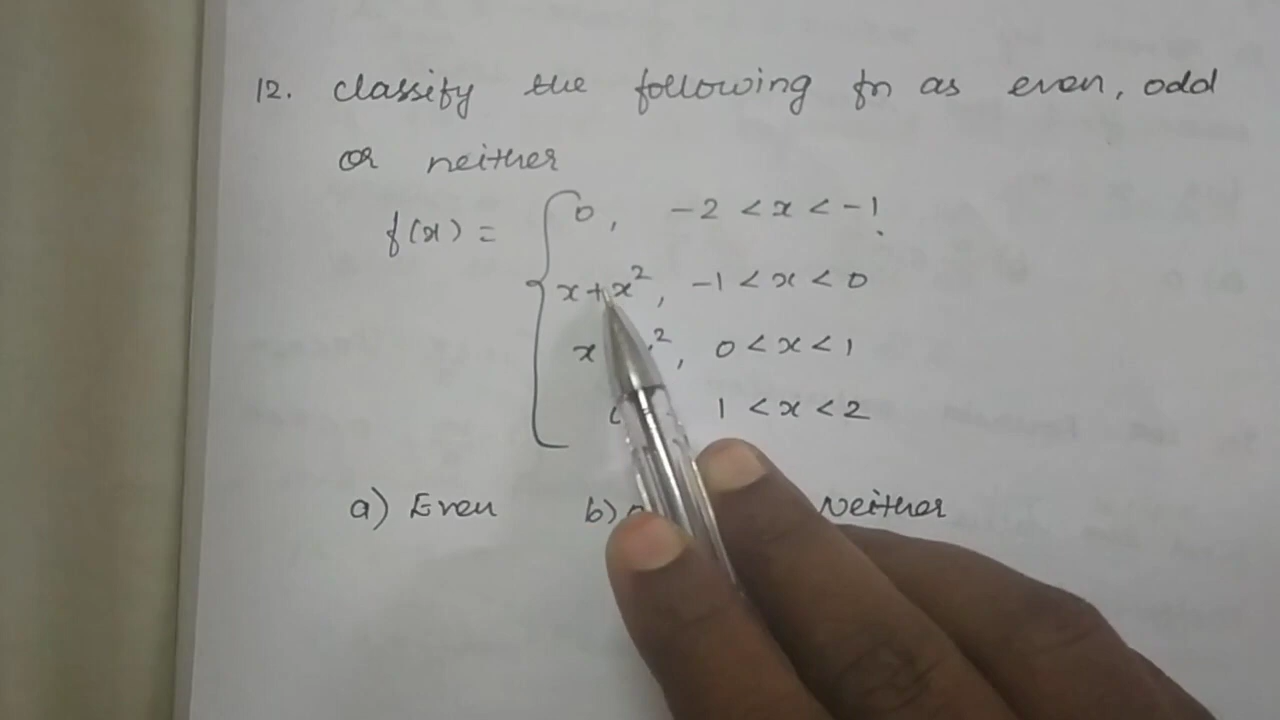 12. classify the following fn as even, odd
or neither
f(x) = { 0, -2 < x < -1
x+x², -1 < x < 0
x ², 0 < x < 1
1 < x < 2
a) Even b) Neither